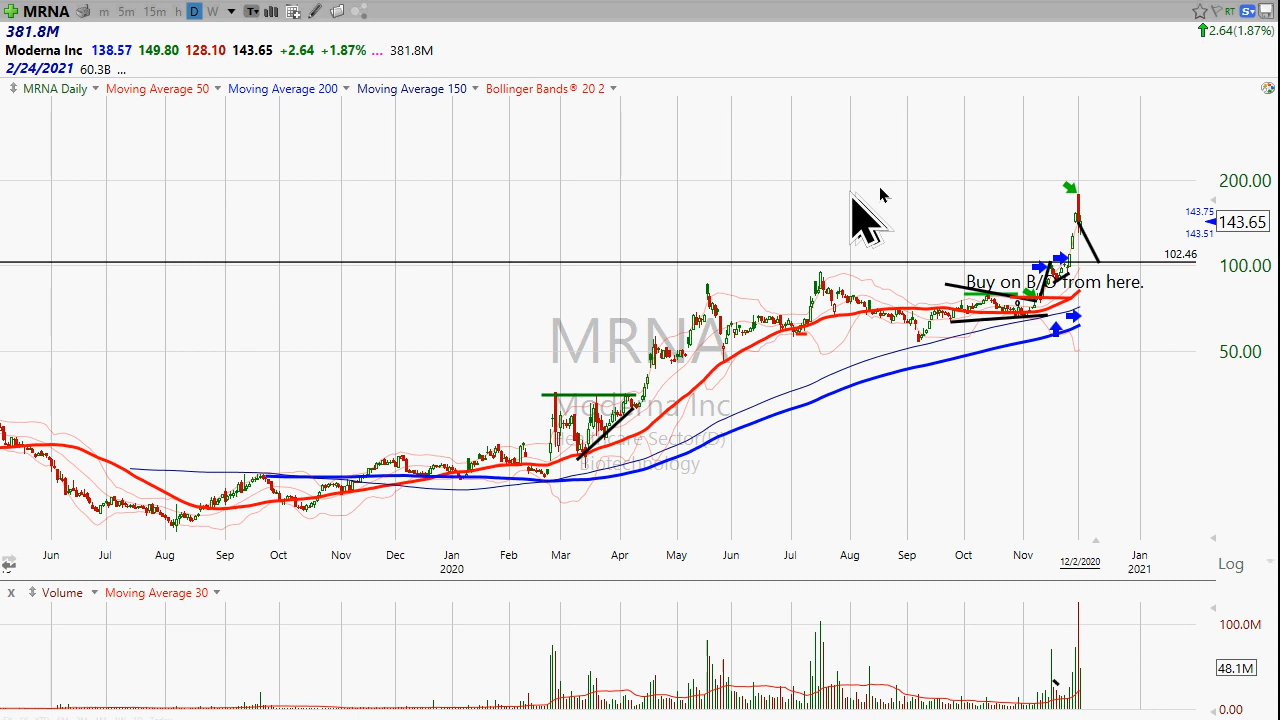 MRNA m 5m 15m h D W T RT S
381.8M
2.64(1.87%)
Moderna Inc 138.57 149.80 128.10 143.65 +2.64 +1.87% ... 381.8M
2/24/2021 60.3B ...
MRNA Daily Moving Average 50 Moving Average 200 Moving Average 150 Bollinger Bands® 20 2
200.00
143.75
143.65
143.51
102.46
100.00
Buy on B/O from here.
MRNA
50.00
Moderna Inc
Healthcare Sector(D)
Biotechnology
Jun Jul Aug Sep Oct Nov Dec Jan Feb Mar Apr May Jun Jul Aug Sep Oct Nov Jan
2020 12/2/2020 2021
Log
X Volume Moving Average 30
100.0M
48.1M
0.00